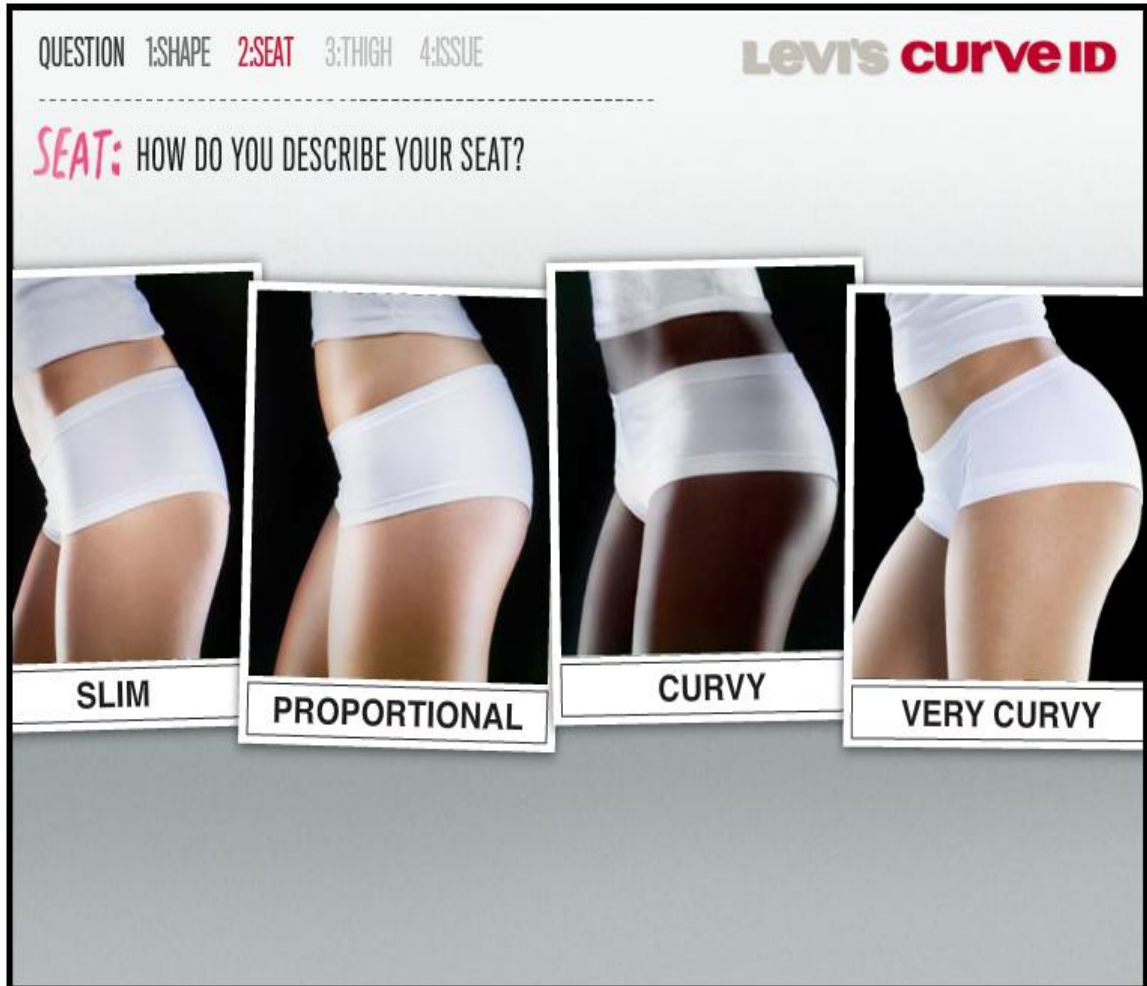 QUESTION 1:SHAPE 2:SEAT 3:THIGH 4:ISSUE
LEVI'S CURVE ID
SEAT: HOW DO YOU DESCRIBE YOUR SEAT?
SLIM
PROPORTIONAL
CURVY
VERY CURVY